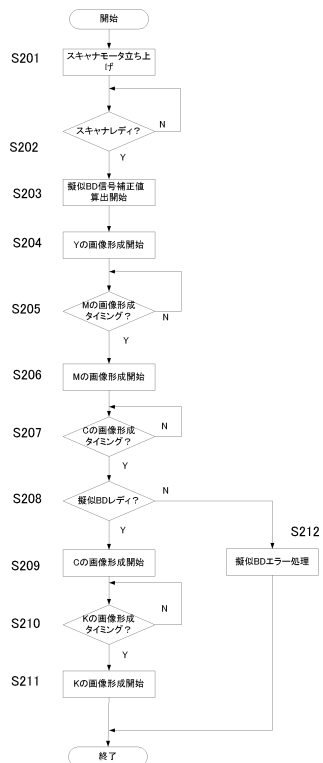 開始
S201
スキャナモータ立ち上
げ
N
スキャナレディ?
S202
Y
S203
擬似BD信号補正値
算出開始
S204
Yの画像形成開始
S205
Mの画像形成
タイミング?
N
Y
S206
Mの画像形成開始
S207
Cの画像形成
タイミング?
N
Y
S208
擬似BDレディ?
N
Y
S212
擬似BDエラー処理
S209
Cの画像形成開始
N
S210
Kの画像形成
タイミング?
Y
S211
Kの画像形成開始
終了